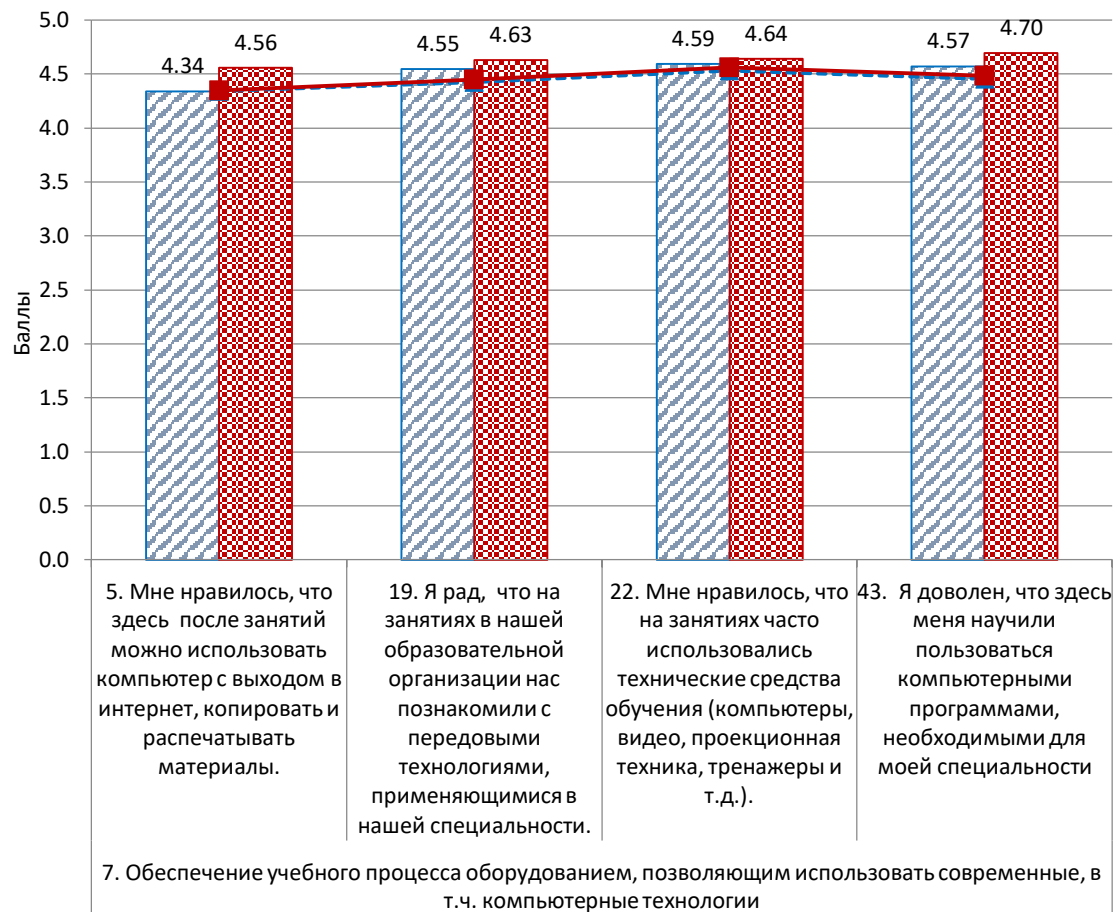 Баллы
5.0
4.5
4.0
3.5
3.0
2.5
2.0
1.5
1.0
0.5
0.0
4.34
4.56
4.55
4.63
4.59
4.64
4.57
4.70
5. Мне нравилось, что
здесь после занятий
можно использовать
компьютер с выходом в
интернет, копировать и
распечатывать
материалы.
19. Я рад, что на
занятиях в нашей
образовательной
организации нас
познакомили с
передовыми
технологиями,
применяющимися в
нашей специальности.
22. Мне нравилось, что
на занятиях часто
использовались
технические средства
обучения (компьютеры,
видео, проекционная
техника, тренажеры и
т.д.).
43. Я доволен, что здесь
меня научили
пользоваться
компьютерными
программами,
необходимыми для
моей специальности
7. Обеспечение учебного процесса оборудованием, позволяющим использовать современные, в
т.ч. компьютерные технологии